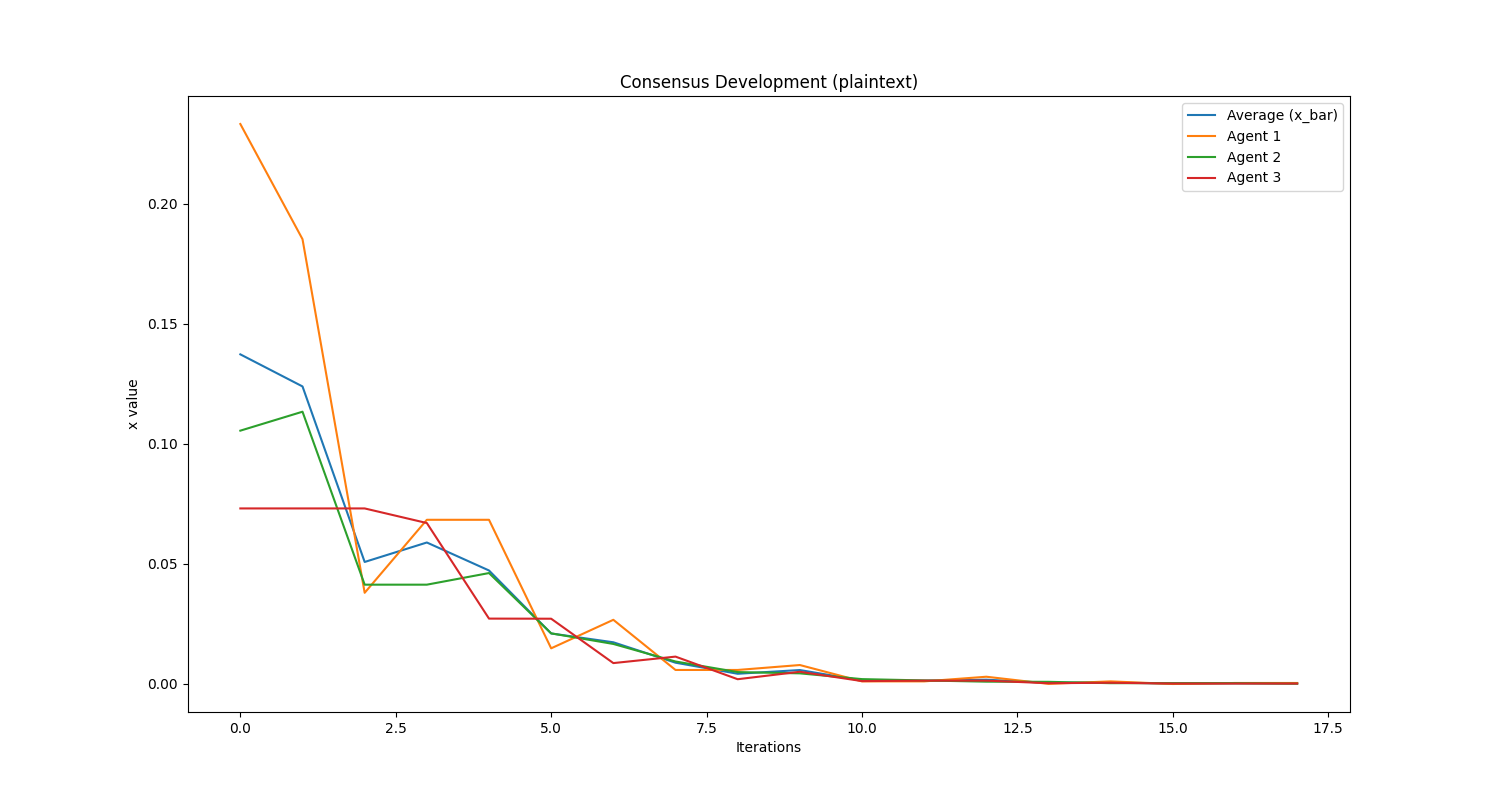 Consensus Development (plaintext)
Average (x_bar)
Agent 1
Agent 2
Agent 3
0.20
0.15
0.10
0.05
0.00
x value
0.0
2.5
5.0
7.5
10.0
12.5
15.0
17.5
Iterations